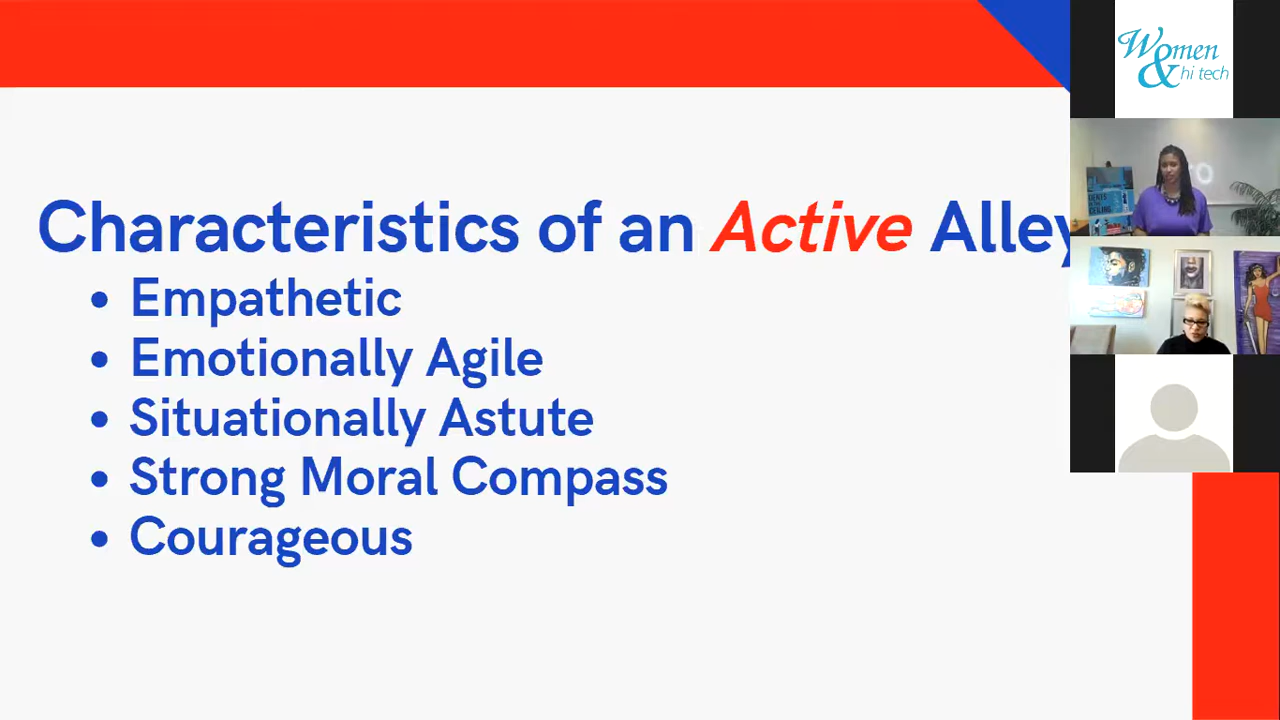 Characteristics of an Active Alley
• Empathetic
• Emotionally Agile
• Situationally Astute
• Strong Moral Compass
• Courageous
Women
& hi tech